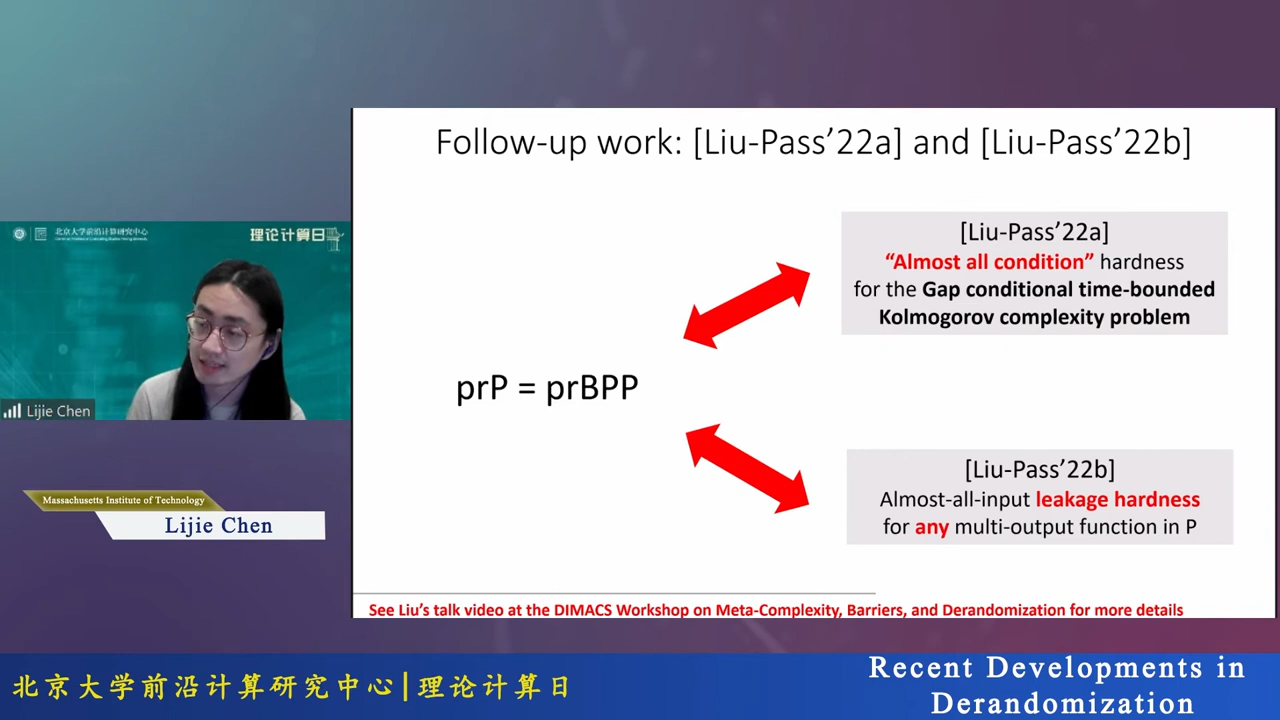 Follow-up work: [Liu-Pass’22a] and [Liu-Pass’22b]
[Liu-Pass’22a]
“Almost all condition” hardness
for the Gap conditional time-bounded
Kolmogorov complexity problem
prP = prBPP
[Liu-Pass’22b]
Almost-all-input leakage hardness
for any multi-output function in P
See Liu’s talk video at the DIMACS Workshop on Meta-Complexity, Barriers, and Derandomization for more details
北京大学前沿计算研究中心
理论计算日
Lijie Chen
Massachusetts Institute of Technology
Lijie Chen
北京大学前沿计算研究中心|理论计算日
Recent Developments in
Derandomization